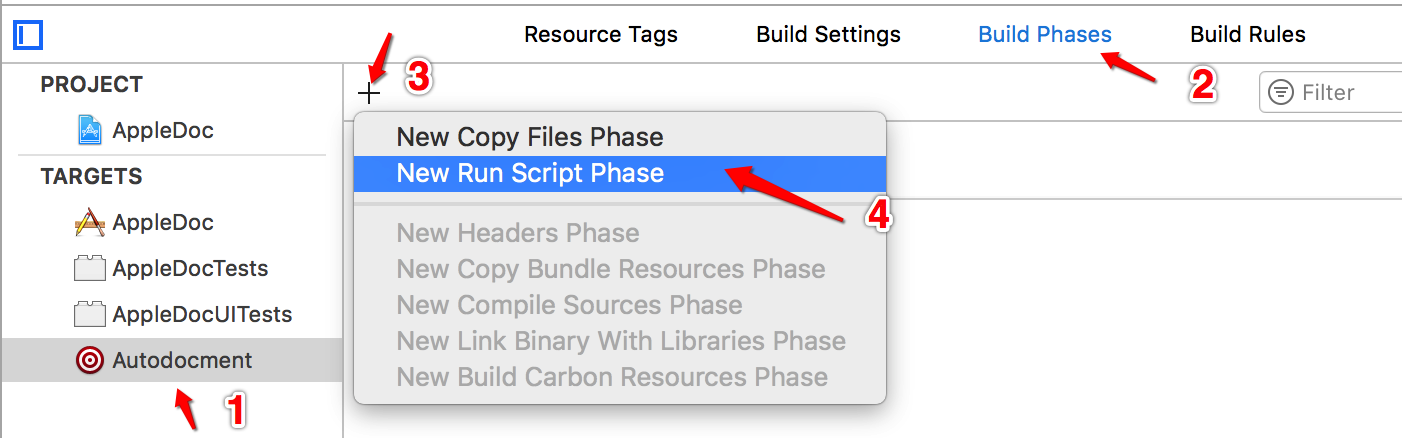 Resource Tags Build Settings Build Phases Build Rules
3
2
PROJECT
Filter
AppleDoc
New Copy Files Phase
New Run Script Phase
TARGETS
4
AppleDoc
New Headers Phase
AppleDocTests
New Copy Bundle Resources Phase
AppleDocUITests
New Compile Sources Phase
New Link Binary With Libraries Phase
Autodocment
New Build Carbon Resources Phase
1